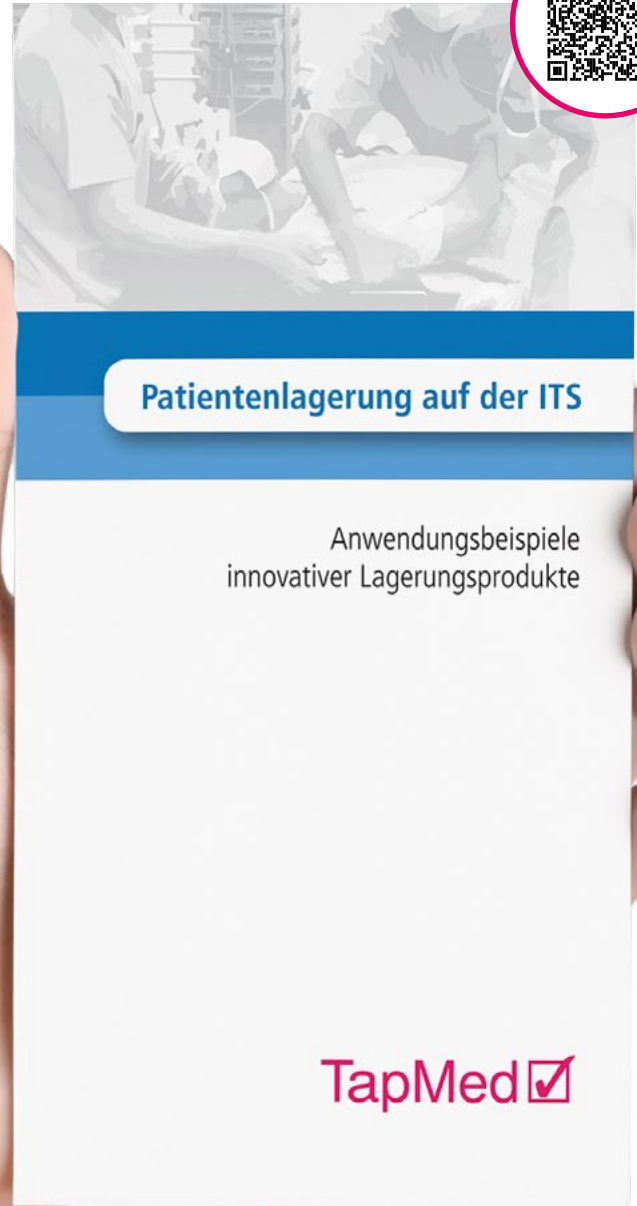 Patientenlagerung auf der ITS
Anwendungsbeispiele
innovativer Lagerungsprodukte
TapMed